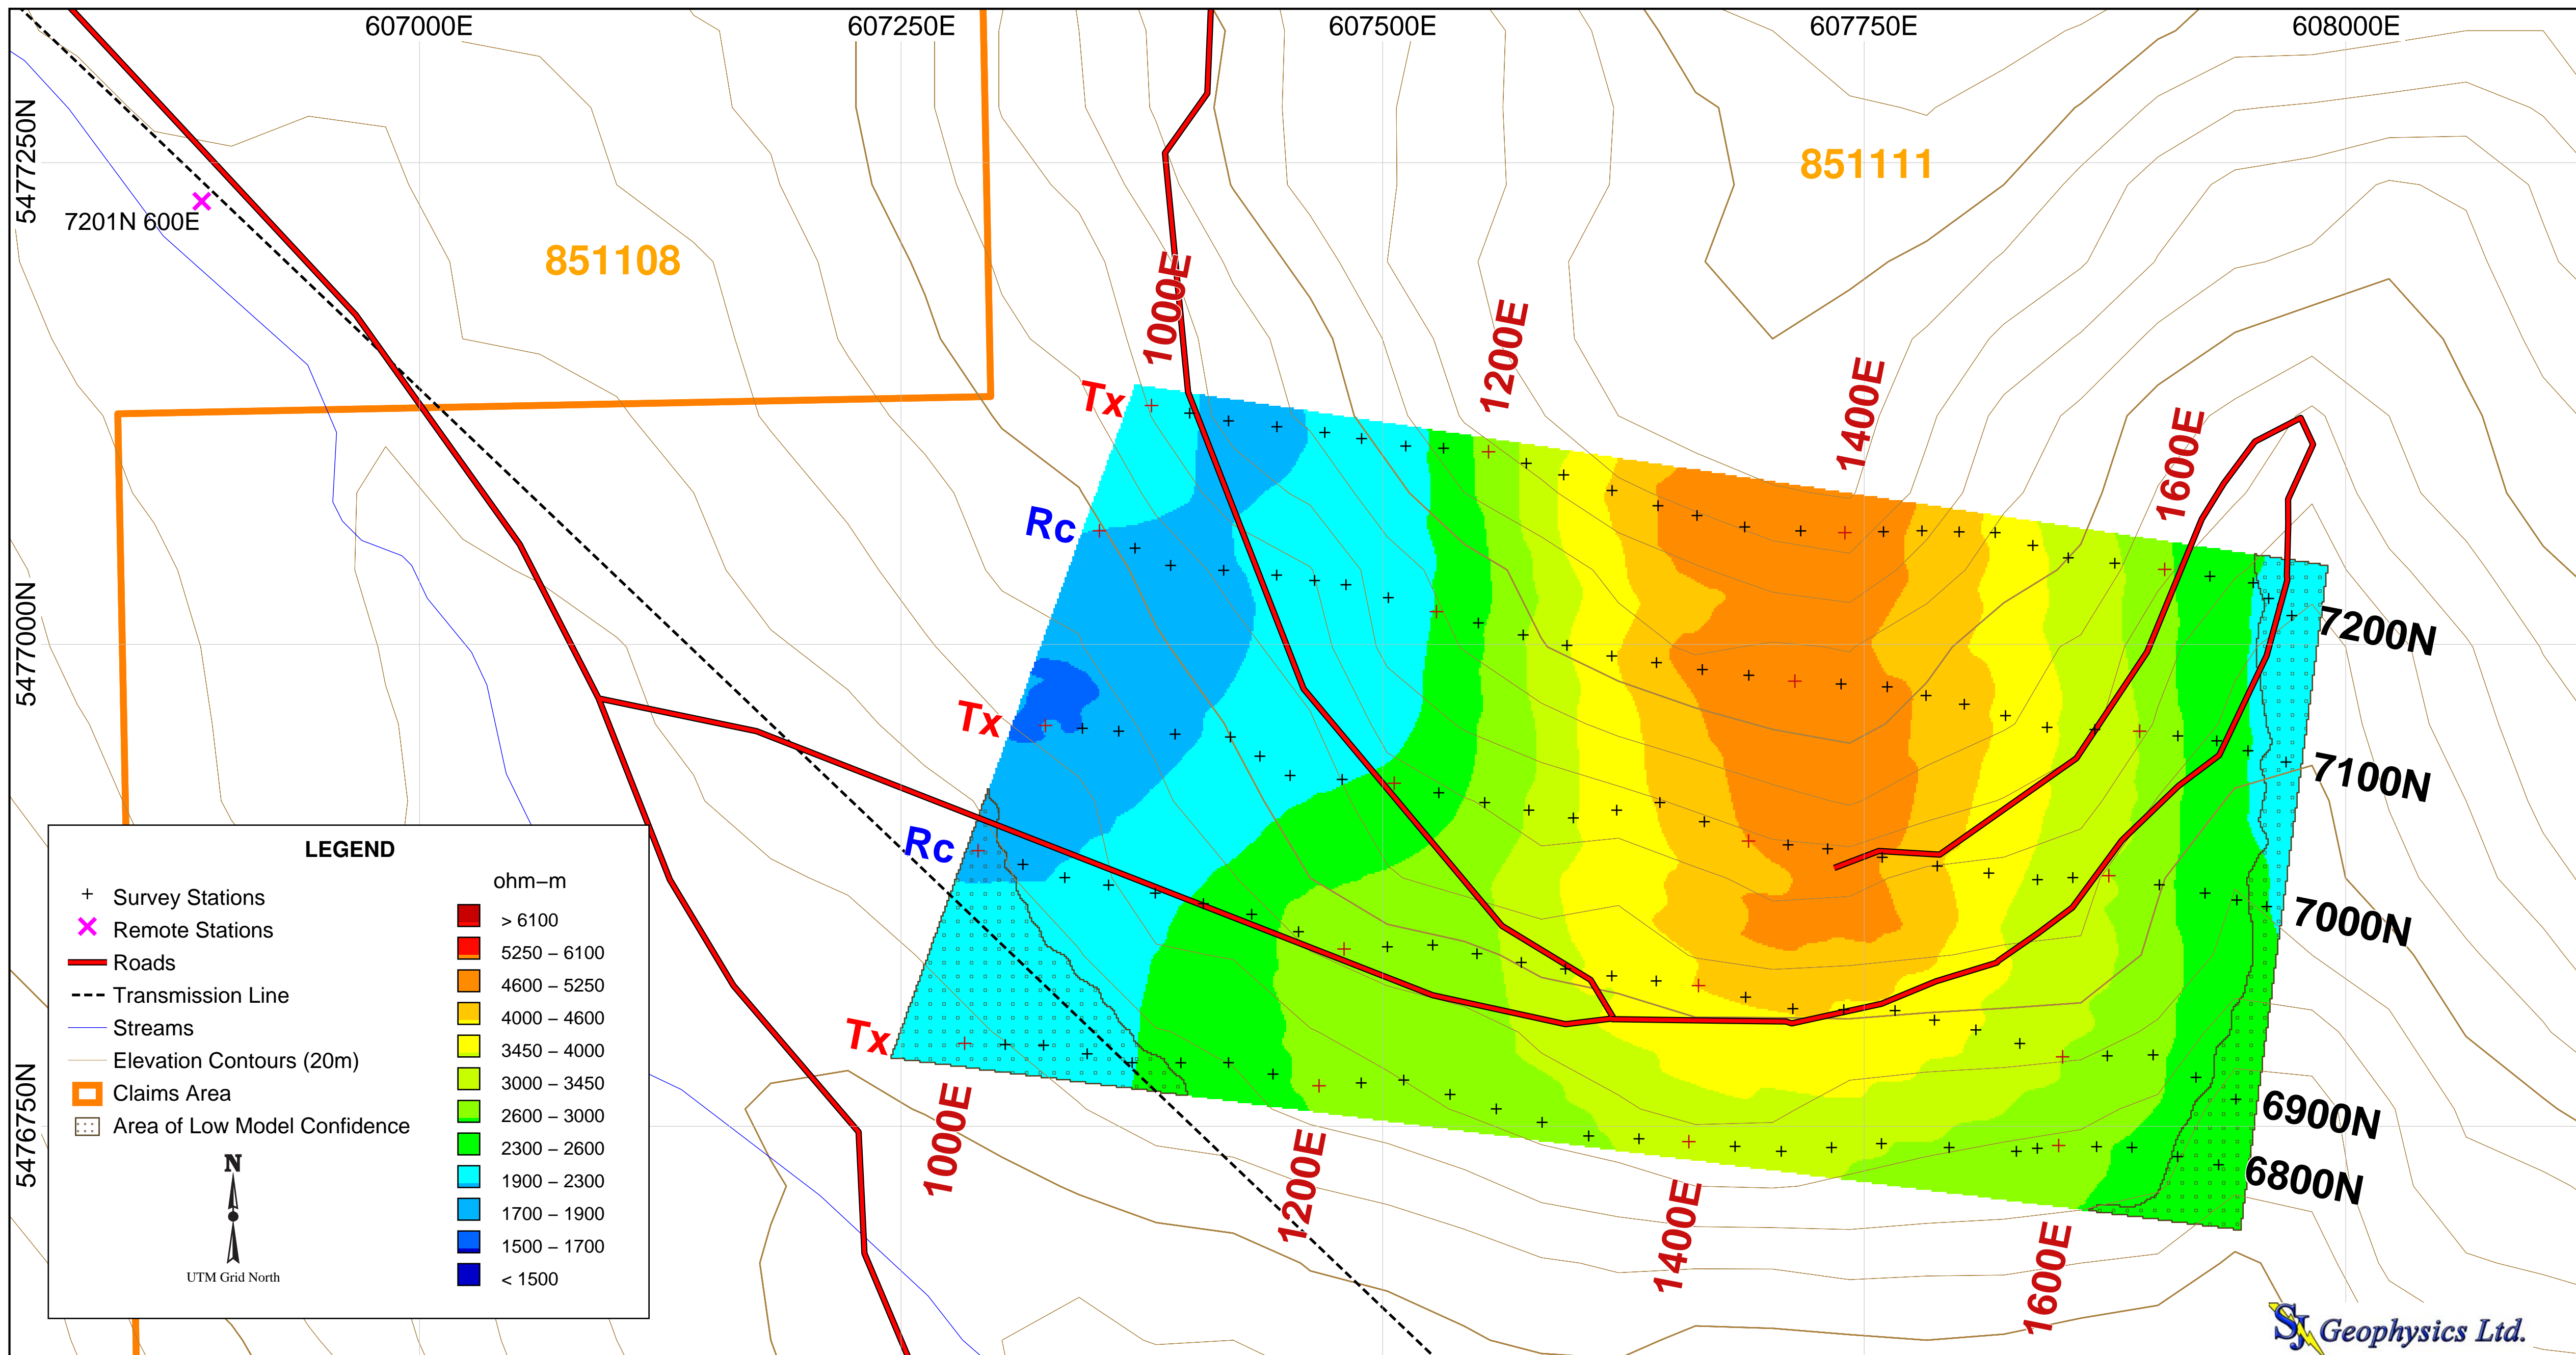 607000E 607250E 607500E 607750E 608000E
5477250N
851111
7201N 600E
851108
1000E
1200E
1400E
1600E
Tx
Rc
5477000N
7200N
Tx
7100N
Rc
7000N
Tx
5476750N
6900N
6800N
1000E
1200E
1400E
1600E
LEGEND
Survey Stations
Remote Stations
Roads
Transmission Line
Streams
Elevation Contours (20m)
Claims Area
Area of Low Model Confidence
N
UTM Grid North
ohm–m
> 6100
5250 – 6100
4600 – 5250
4000 – 4600
3450 – 4000
3000 – 3450
2600 – 3000
2300 – 2600
1900 – 2300
1700 – 1900
1500 – 1700
< 1500
SJ Geophysics Ltd.